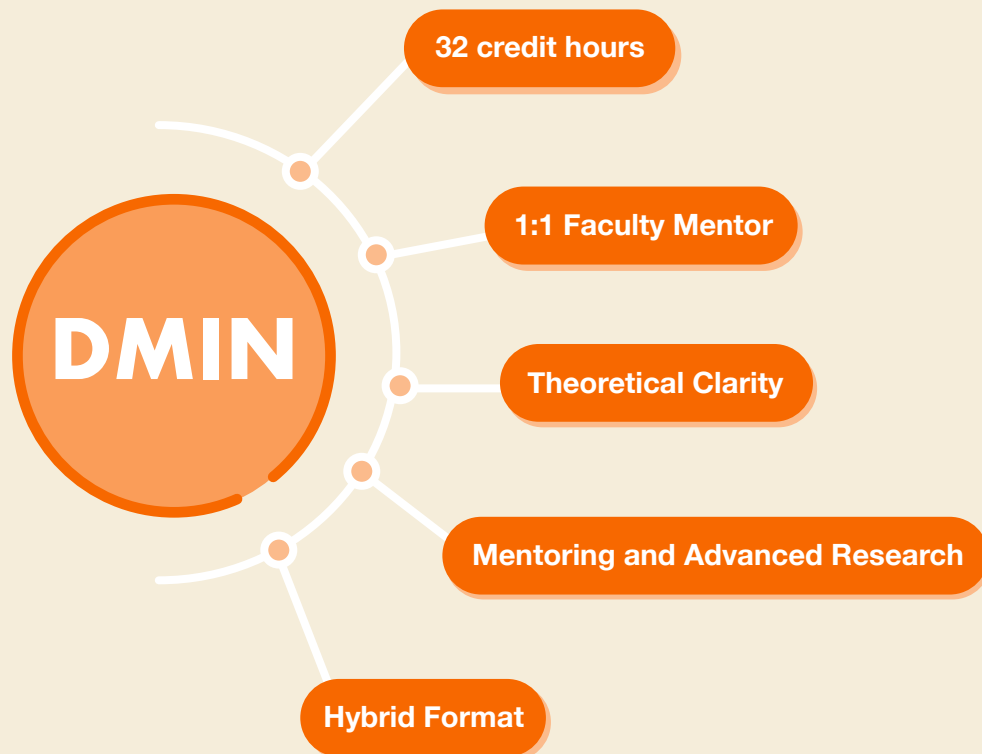 32 credit hours
1:1 Faculty Mentor
DMIN
Theoretical Clarity
Mentoring and Advanced Research
Hybrid Format